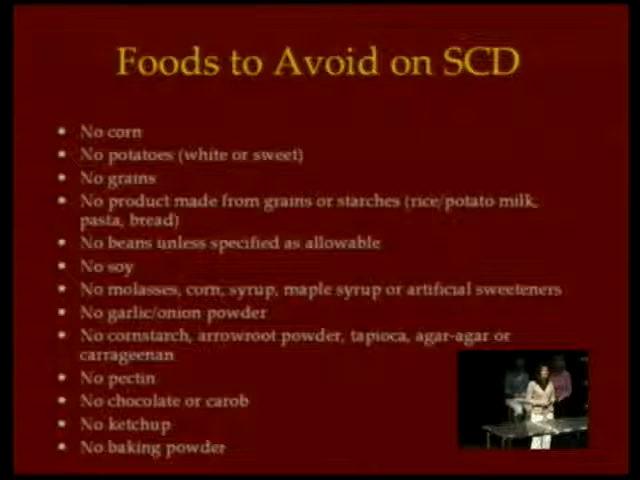 Foods to Avoid on SCD
• No corn
• No potatoes (white or sweet)
• No grains
• No product made from grains or starches (rice/potato milk,
pasta, bread)
• No beans unless specified as allowable
• No soy
• No molasses, corn, syrup, maple syrup or artificial sweeteners
• No garlic/onion powder
• No cornstarch, arrowroot powder, tapioca, agar-agar or
carrageenan
• No pectin
• No chocolate or carob
• No ketchup
• No baking powder